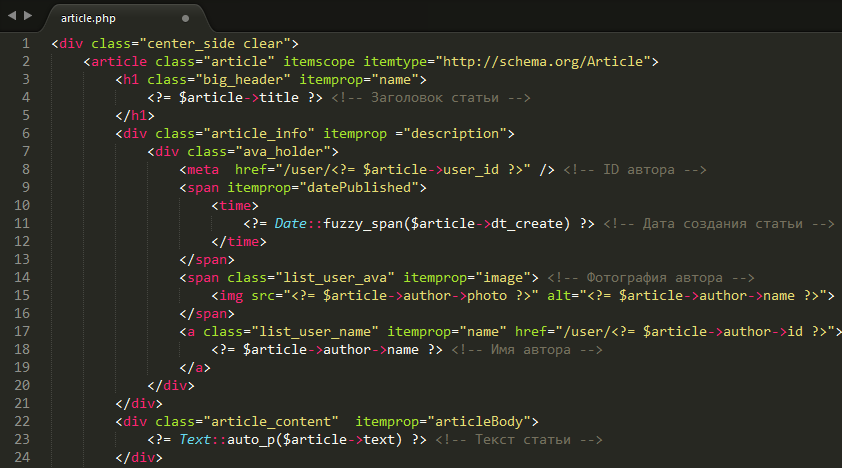 article.php
1 <div class="center_side clear">
2 <article class="article" itemscope itemtype="http://schema.org/Article">
3 <h1 class="big_header" itemprop="name">
4 <?= $article->title ?> <!-- Заголовок статьи -->
5 </h1>
6 <div class="article_info" itemprop ="description">
7 <div class="ava_holder">
8 <meta  href="/user/<?= $article->user_id ?>" /> <!-- ID автора -->
9 <span itemprop="datePublished">
10 <time>
11 <?= Date::fuzzy_span($article->dt_create) ?> <!-- Дата создания статьи -->
12 </time>
13 </span>
14 <span class="list_user_ava" itemprop="image"> <!-- Фотография автора -->
15 <img src="<?= $article->author->photo ?>" alt="<?= $article->author->name ?>">
16 </span>
17 <a class="list_user_name" itemprop="name" href="/user/<?= $article->author->id ?>">
18 <?= $article->author->name ?> <!-- Имя автора -->
19 </a>
20 </div>
21 </div>
22 <div class="article_content"  itemprop="articleBody">
23 <?= Text::auto_p($article->text) ?> <!-- Текст статьи -->
24 </div>